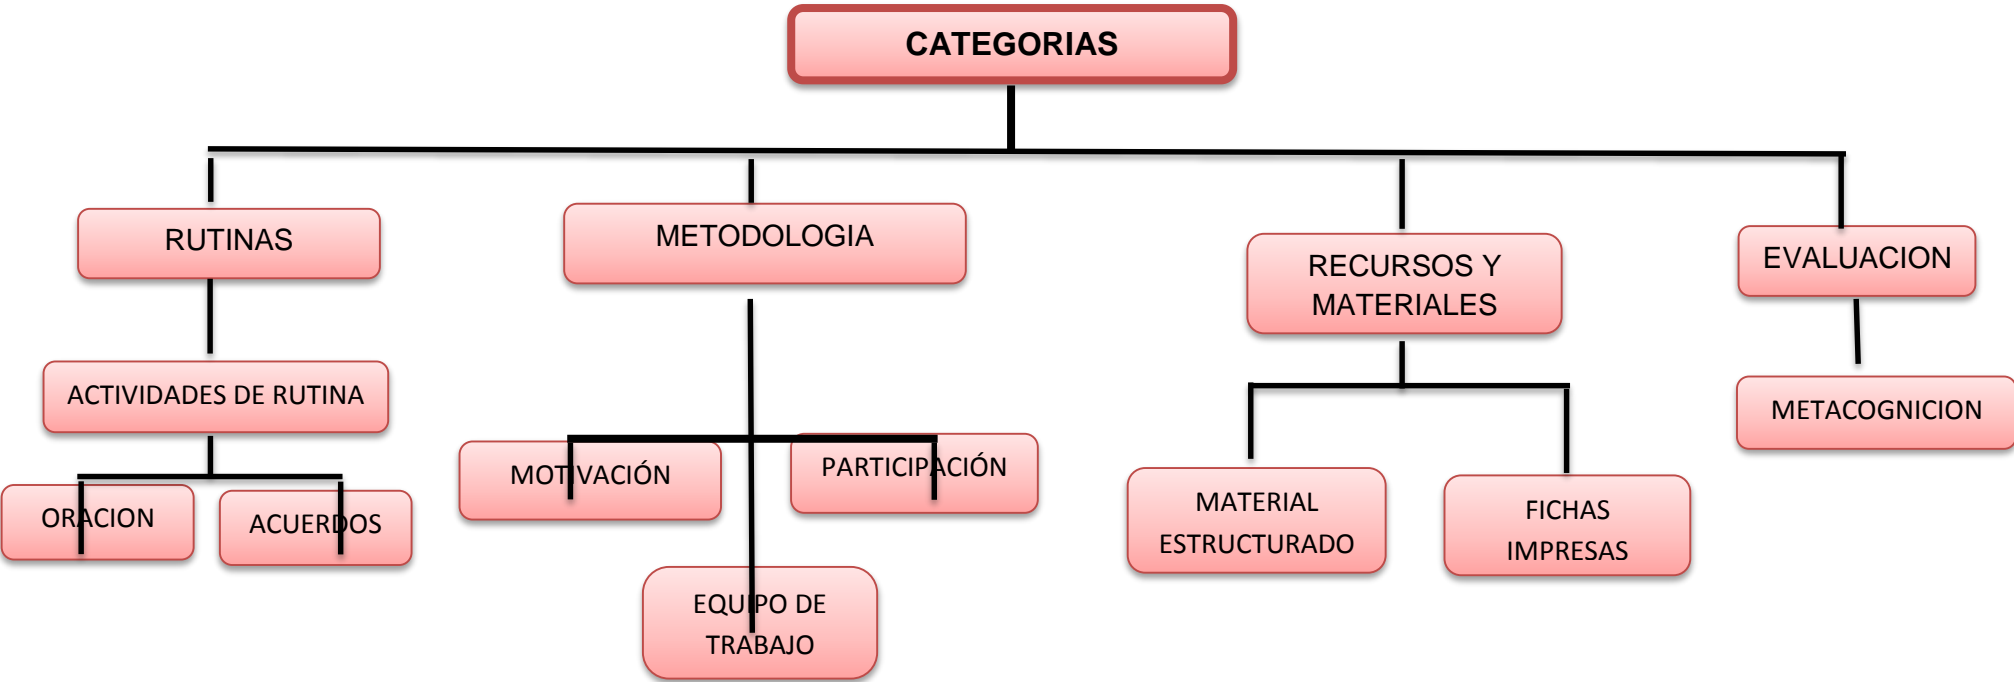 CATEGORIAS
RUTINAS
METODOLOGIA
RECURSOS Y
MATERIALES
EVALUACION
ACTIVIDADES DE RUTINA
METACOGNICION
MOTIVACIÓN
PARTICIPACIÓN
ORACION
ACUERDOS
MATERIAL
ESTRUCTURADO
FICHAS
IMPRESAS
EQUIPO DE
TRABAJO